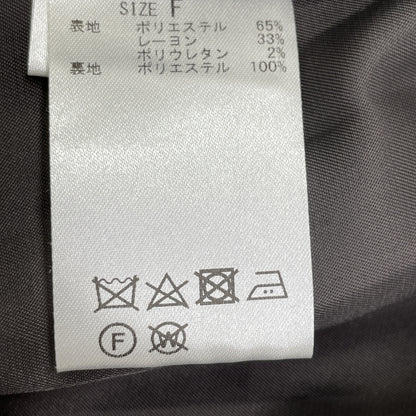 SIZE F
表地 ポリエステル 65%
レーヨン 33%
ポリウレタン 2%
裏地 ポリエステル 100%
F
W